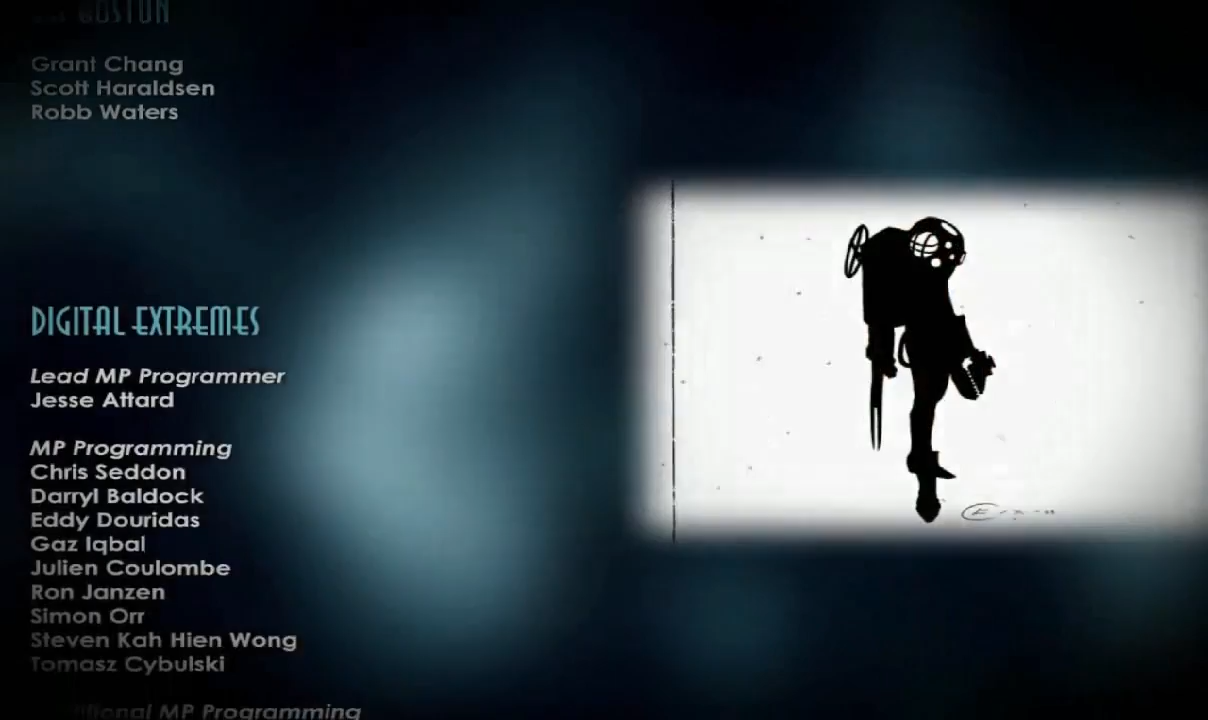 BOSTON
Grant Chang
Scott Haraldsen
Robb Waters
DIGITAL EXTREMES
Lead MP Programmer
Jesse Attard
MP Programming
Chris Seddon
Darryl Baldock
Eddy Douridas
Gaz Iqbal
Julien Coulombe
Ron Janzen
Simon Orr
Steven Kah Hien Wong
Tomasz Cybulski
MP Programming